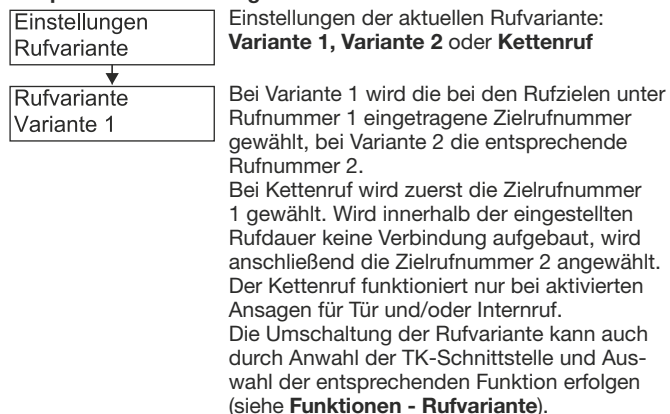 Einstellungen
Rufvariante
Rufvariante
Variante 1
Einstellungen der aktuellen Rufvariante:
Variante 1, Variante 2 oder Kettenruf
Bei Variante 1 wird die bei den Rufzielen unter
Rufnummer 1 eingetragene Zielrufnummer
gewählt, bei Variante 2 die entsprechende
Rufnummer 2.
Bei Kettenruf wird zuerst die Zielrufnummer
1 gewählt. Wird innerhalb der eingestellten
Rufdauer keine Verbindung aufgebaut, wird
anschließend die Zielrufnummer 2 angewählt.
Der Kettenruf funktioniert nur bei aktivierten
Ansagen für Tür und/oder Internruf.
Die Umschaltung der Rufvariante kann auch
durch Anwahl der TK-Schnittstelle und Aus-
wahl der entsprechenden Funktion erfolgen
(siehe Funktionen - Rufvariante).